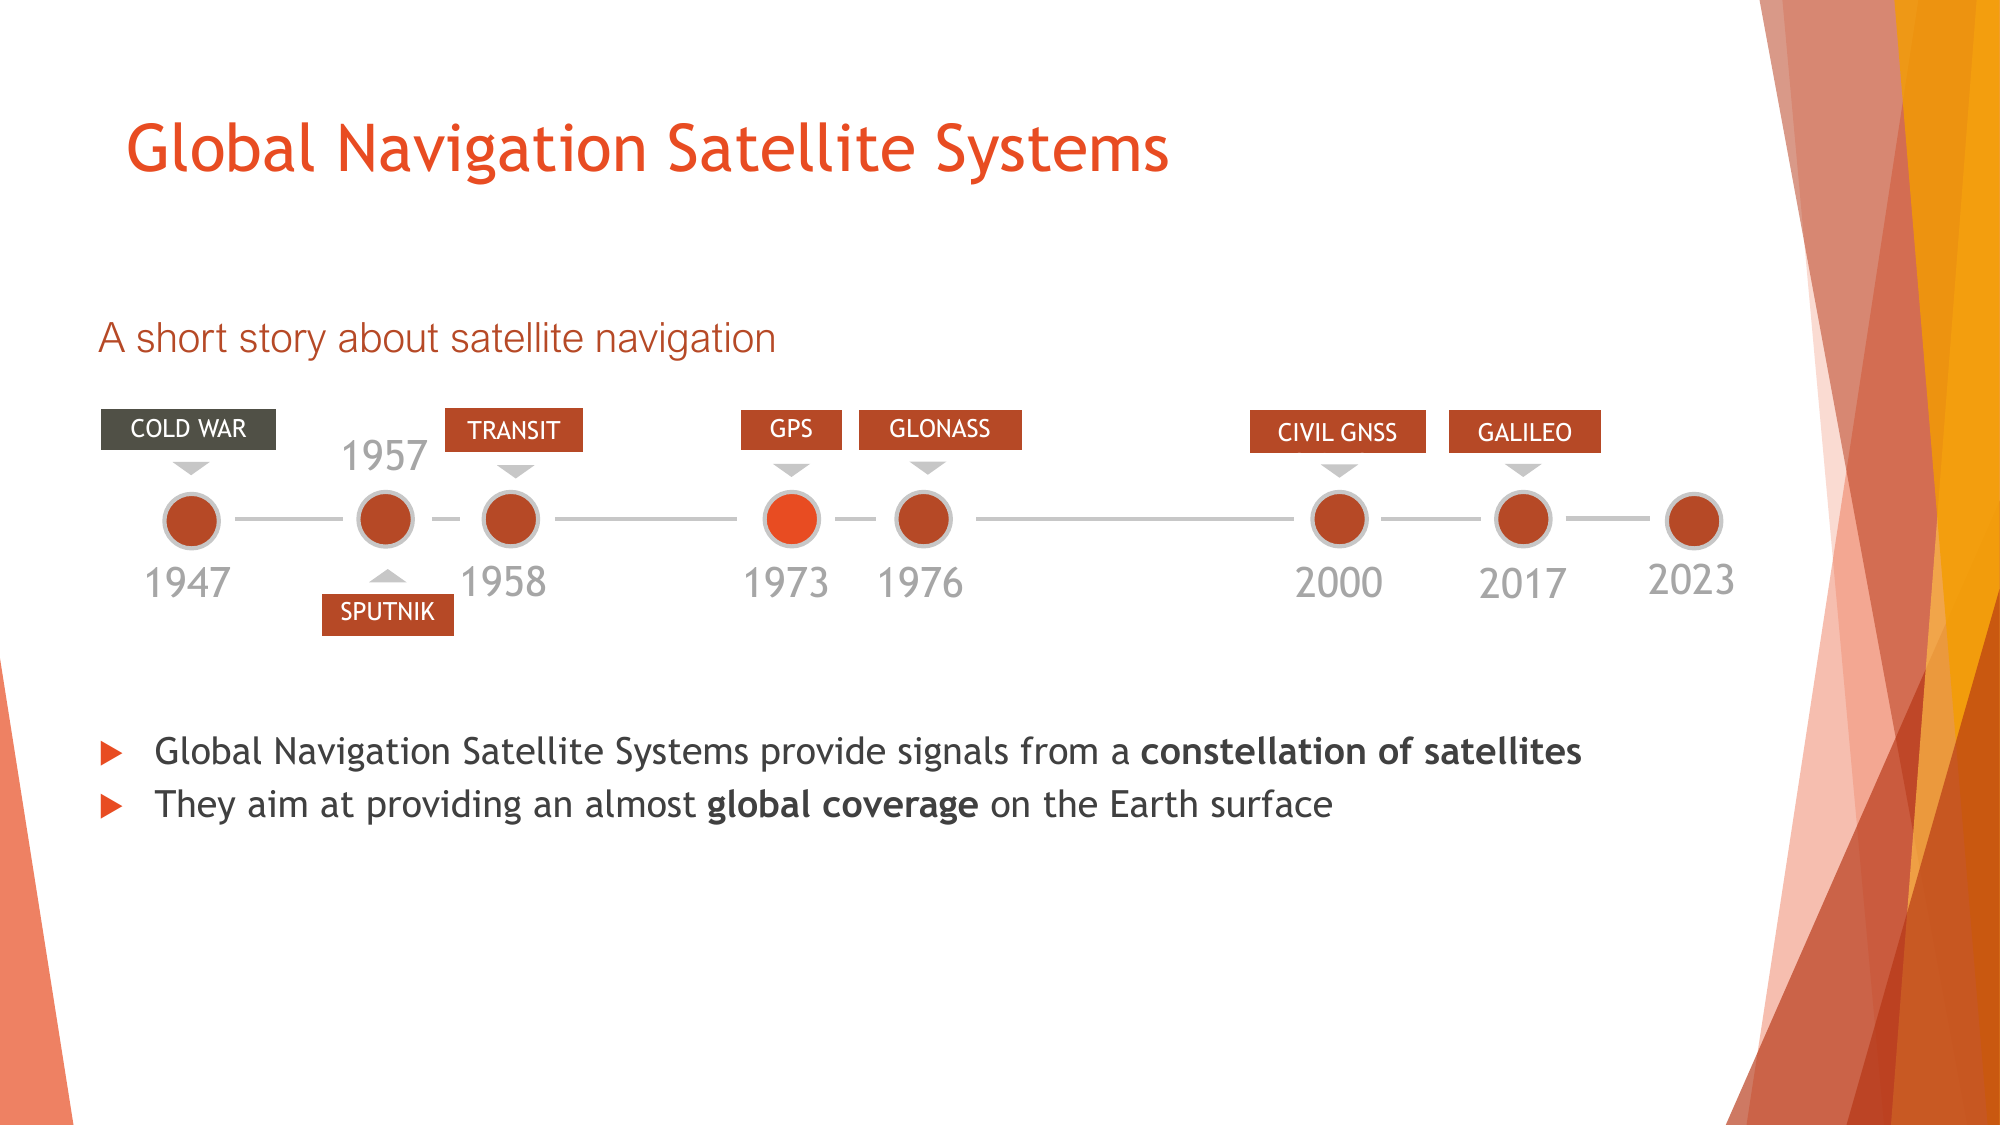 Global Navigation Satellite Systems
A short story about satellite navigation
COLD WAR
1947
1957
SPUTNIK
TRANSIT
1958
GPS
1973
GLONASS
1976
CIVIL GNSS
2000
GALILEO
2017
2023
Global Navigation Satellite Systems provide signals from a constellation of satellites
They aim at providing an almost global coverage on the Earth surface